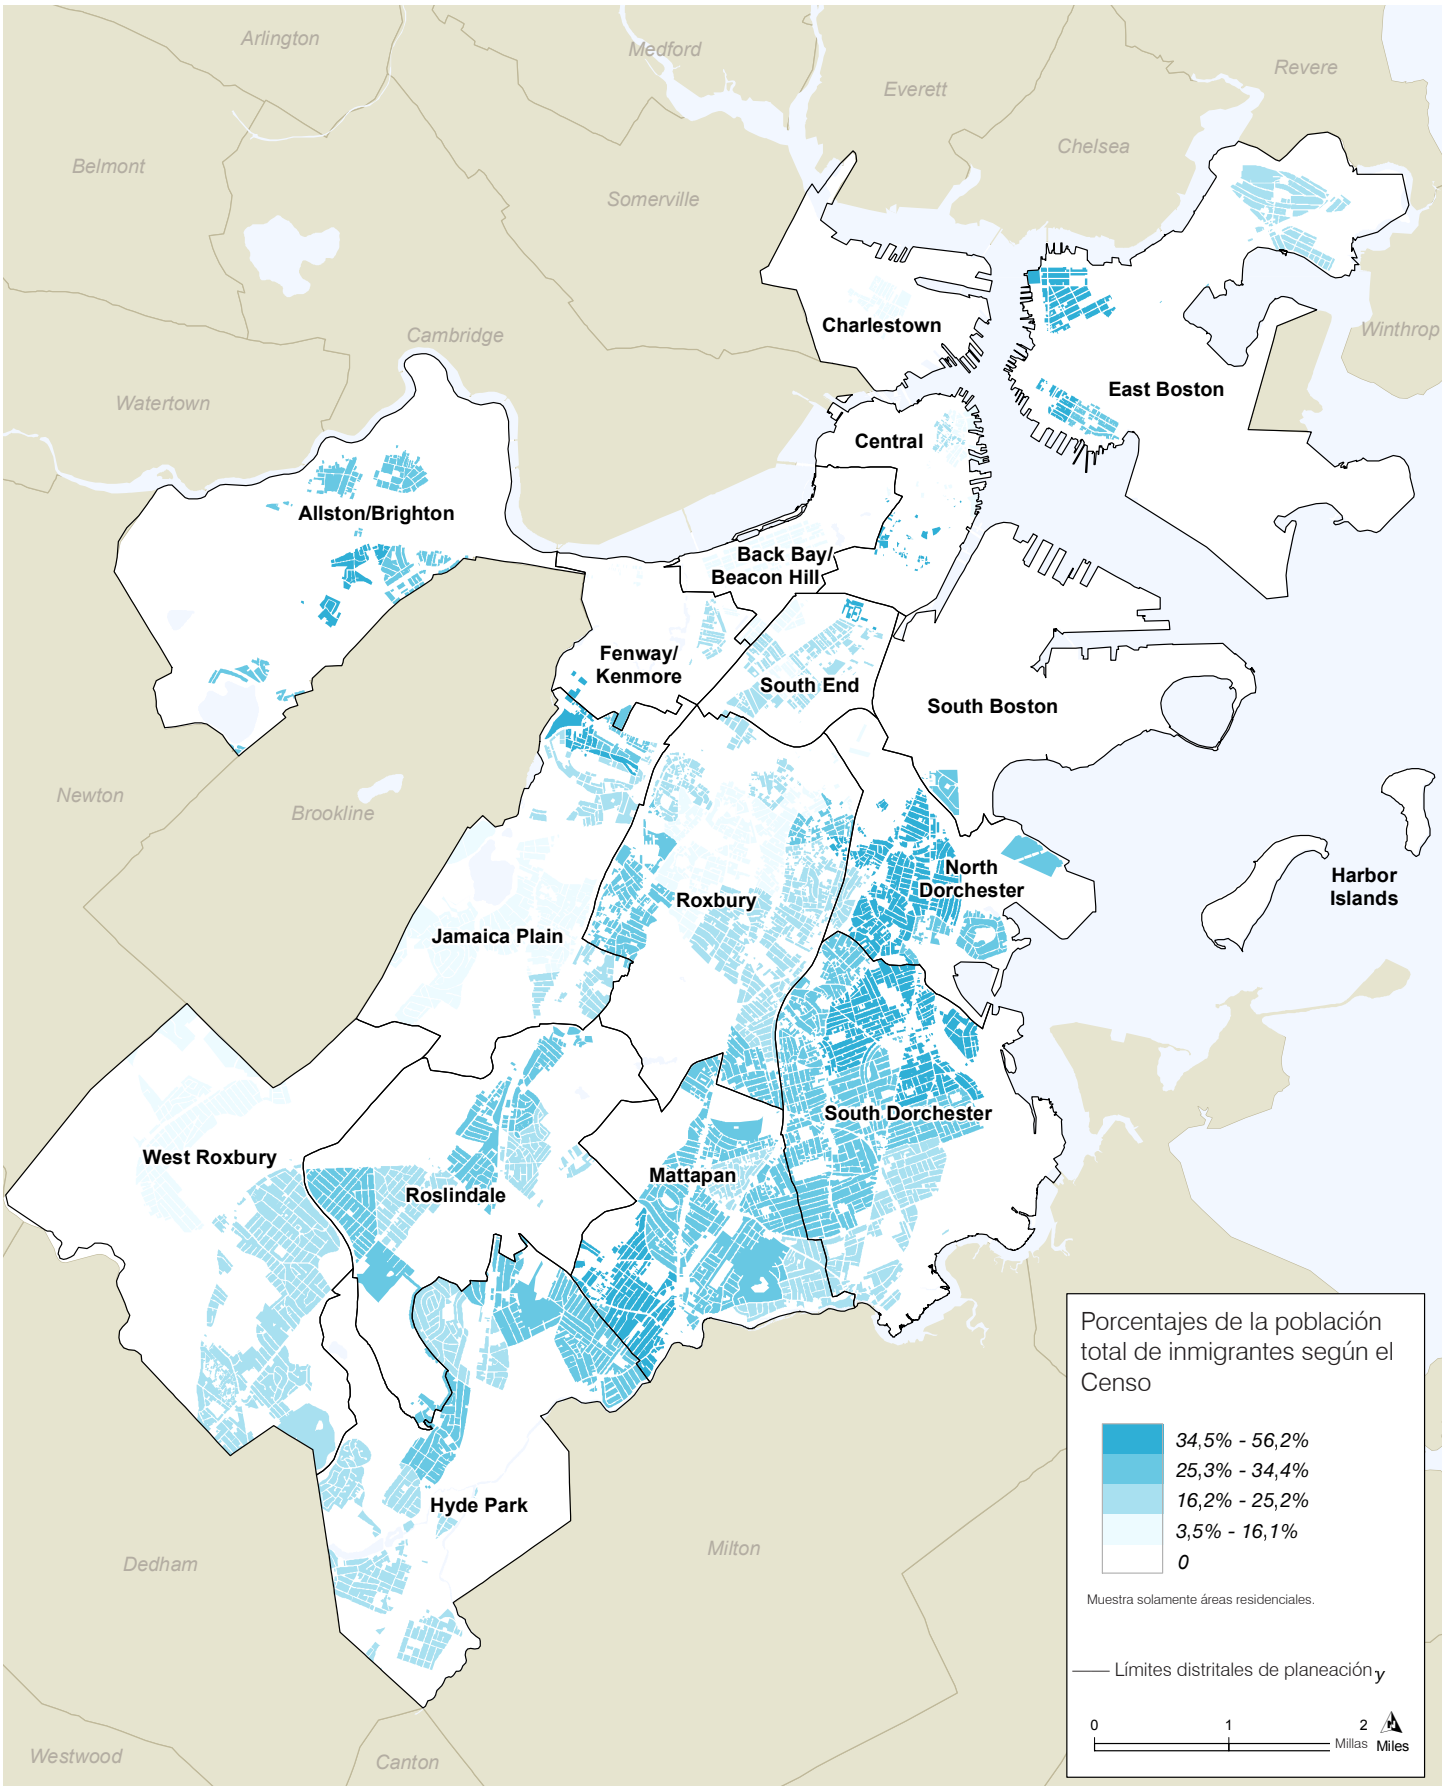 Arlington
Medford
Revere
Everett
Chelsea
Belmont
Somerville
Charlestown
Winthrop
Cambridge
East Boston
Watertown
Central
Allston/Brighton
Back Bay/
Beacon Hill
Fenway/
Kenmore
South End
South Boston
Newton
Brookline
North
Dorchester
Harbor
Islands
Roxbury
Jamaica Plain
South Dorchester
West Roxbury
Mattapan
Roslindale
Hyde Park
Dedham
Milton
Westwood
Canton
Porcentajes de la población
total de inmigrantes según el
Censo
34,5% - 56,2%
25,3% - 34,4%
16,2% - 25,2%
3,5% - 16,1%
0
Muestra solamente áreas residenciales.
Límites distritales de planeación y
0 1 2
Millas Miles